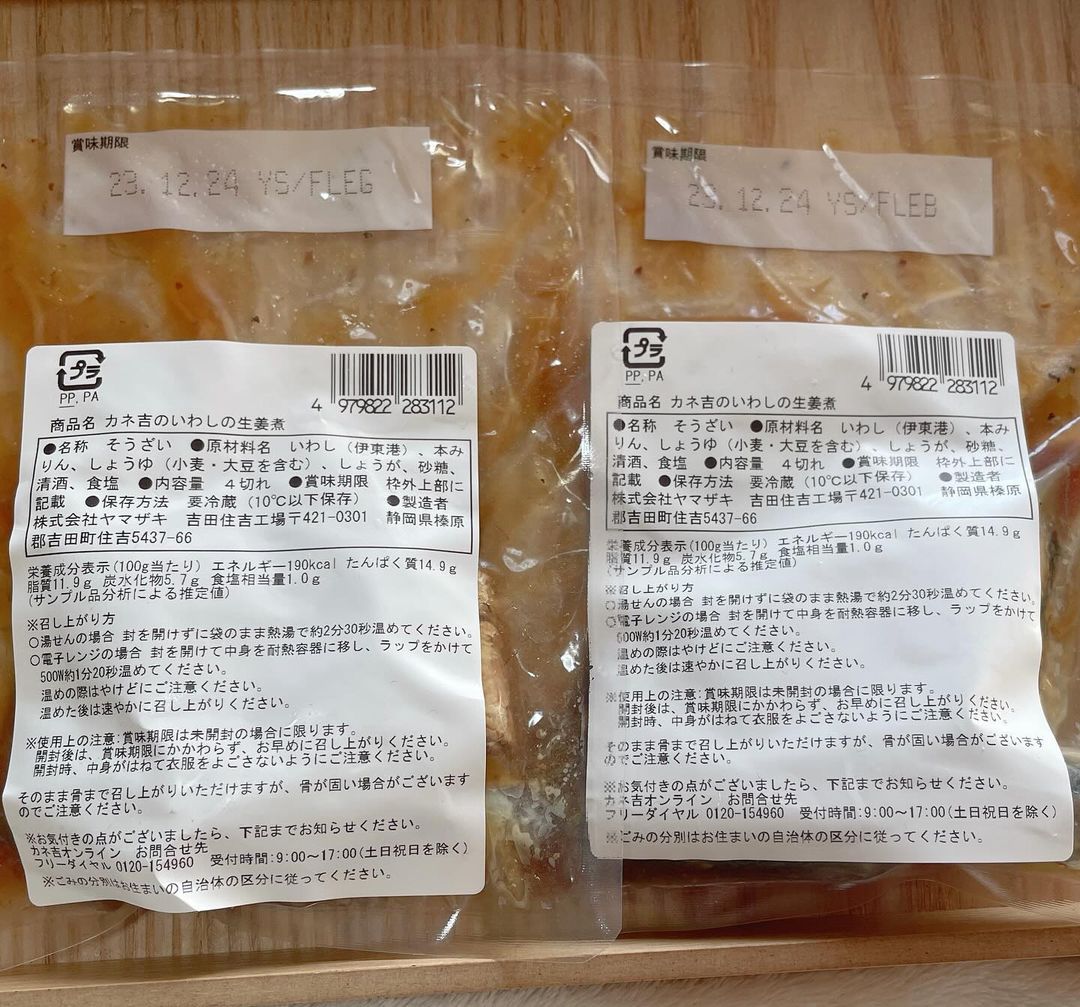 賞味期限
23.12.24 YS/FLEG
プラ
PP, PA
4 979822 283112
商品名 カネ吉のいわしの生姜煮
●名称 そうざい ●原材料名 いわし（伊東港）、本み
りん、しょうゆ（小麦・大豆を含む）、しょうが、砂糖、
清酒、食塩 ●内容量 4切れ ●賞味期限 枠外上部に
記載 ●保存方法 要冷蔵（10℃以下保存） ●製造者
株式会社ヤマザキ 吉田住吉工場〒421-0301 静岡県榛原
郡吉田町住吉5437-66
栄養成分表示(100g当たり) エネルギー190kcal たんぱく質14.9g
脂質11.9g 炭水化物5.7g 食塩相当量1.0g
(サンプル品分析による推定値)
※召し上がり方
○湯せんの場合 封を開けずに袋のまま熱湯で約2分30秒温めてください。
○電子レンジの場合 封を開けて中身を耐熱容器に移し、ラップをかけて
500W約1分20秒温めてください。
温めの際はやけどにご注意ください。
温めた後は速やかに召し上がりください。
※使用上の注意:賞味期限は未開封の場合に限ります。
開封後は、賞味期限にかかわらず、お早めに召し上がりください。
開封時、中身がはねて衣服をよごさないようにご注意ください。
そのまま骨まで召し上がりいただけますが、骨が固い場合がございます
のでご注意ください。
※お気付きの点がございましたら、下記までお知らせください。
カネ吉オンライン お問合せ先
フリーダイヤル 0120-154960 受付時間:9:00～17:00(土日祝日を除く)
※ごみの分別はお住まいの自治体の区分に従ってください。
賞味期限
23.12.24 YS/FLEB
プラ
PP, PA
4 979822 283112
商品名 カネ吉のいわしの生姜煮
●名称 そうざい ●原材料名 いわし（伊東港）、本み
りん、しょうゆ（小麦・大豆を含む）、しょうが、砂糖、
清酒、食塩 ●内容量 4切れ ●賞味期限 枠外上部に
記載 ●保存方法 要冷蔵（10℃以下保存） ●製造者
株式会社ヤマザキ 吉田住吉工場〒421-0301 静岡県榛原
郡吉田町住吉5437-66
栄養成分表示(100g当たり) エネルギー190kcal たんぱく質14.9g
脂質11.9g 炭水化物5.7g 食塩相当量1.0g
(サンプル品分析による推定値)
※召し上がり方
○湯せんの場合 封を開けずに袋のまま熱湯で約2分30秒温めてください。
○電子レンジの場合 封を開けて中身を耐熱容器に移し、ラップをかけて
500W約1分20秒温めてください。
温めの際はやけどにご注意ください。
温めた後は速やかに召し上がりください。
※使用上の注意:賞味期限は未開封の場合に限ります。
開封後は、賞味期限にかかわらず、お早めに召し上がりください。
開封時、中身がはねて衣服をよごさないようにご注意ください。
そのまま骨まで召し上がりいただけますが、骨が固い場合がございます
のでご注意ください。
※お気付きの点がございましたら、下記までお知らせください。
カネ吉オンライン お問合せ先
フリーダイヤル 0120-154960 受付時間:9:00～17:00(土日祝日を除く)
※ごみの分別はお住まいの自治体の区分に従ってください。